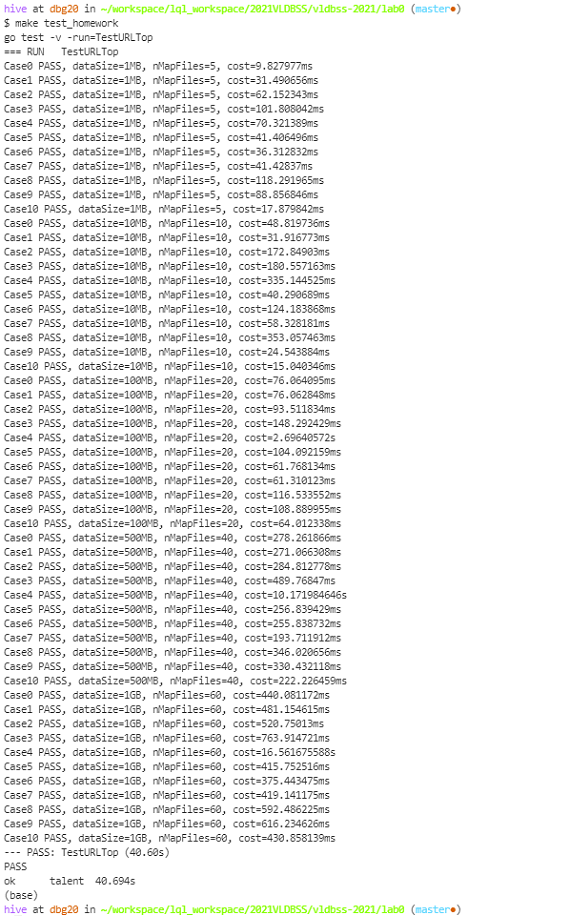 hive at dbg20 in ~/workspace/lql_workspace/2021VLDBSS/vldbss-2021/lab0 (master●)
$ make test_homework
go test -v -run=TestURLTop
=== RUN   TestURLTop
Case0 PASS, dataSize=1MB, nMapFiles=5, cost=9.827977ms
Case1 PASS, dataSize=1MB, nMapFiles=5, cost=31.490656ms
Case2 PASS, dataSize=1MB, nMapFiles=5, cost=62.152343ms
Case3 PASS, dataSize=1MB, nMapFiles=5, cost=101.808042ms
Case4 PASS, dataSize=1MB, nMapFiles=5, cost=70.321389ms
Case5 PASS, dataSize=1MB, nMapFiles=5, cost=41.406496ms
Case6 PASS, dataSize=1MB, nMapFiles=5, cost=36.312832ms
Case7 PASS, dataSize=1MB, nMapFiles=5, cost=41.42837ms
Case8 PASS, dataSize=1MB, nMapFiles=5, cost=118.291965ms
Case9 PASS, dataSize=1MB, nMapFiles=5, cost=88.856846ms
Case10 PASS, dataSize=1MB, nMapFiles=5, cost=17.879842ms
Case0 PASS, dataSize=10MB, nMapFiles=10, cost=48.819736ms
Case1 PASS, dataSize=10MB, nMapFiles=10, cost=31.916773ms
Case2 PASS, dataSize=10MB, nMapFiles=10, cost=172.84903ms
Case3 PASS, dataSize=10MB, nMapFiles=10, cost=180.557163ms
Case4 PASS, dataSize=10MB, nMapFiles=10, cost=335.144525ms
Case5 PASS, dataSize=10MB, nMapFiles=10, cost=40.290689ms
Case6 PASS, dataSize=10MB, nMapFiles=10, cost=124.183868ms
Case7 PASS, dataSize=10MB, nMapFiles=10, cost=58.328181ms
Case8 PASS, dataSize=10MB, nMapFiles=10, cost=353.057463ms
Case9 PASS, dataSize=10MB, nMapFiles=10, cost=24.543884ms
Case10 PASS, dataSize=10MB, nMapFiles=10, cost=15.040346ms
Case0 PASS, dataSize=100MB, nMapFiles=20, cost=76.064095ms
Case1 PASS, dataSize=100MB, nMapFiles=20, cost=76.062848ms
Case2 PASS, dataSize=100MB, nMapFiles=20, cost=93.511834ms
Case3 PASS, dataSize=100MB, nMapFiles=20, cost=148.292429ms
Case4 PASS, dataSize=100MB, nMapFiles=20, cost=2.69640572s
Case5 PASS, dataSize=100MB, nMapFiles=20, cost=104.092159ms
Case6 PASS, dataSize=100MB, nMapFiles=20, cost=61.768134ms
Case7 PASS, dataSize=100MB, nMapFiles=20, cost=61.310123ms
Case8 PASS, dataSize=100MB, nMapFiles=20, cost=116.533552ms
Case9 PASS, dataSize=100MB, nMapFiles=20, cost=108.889955ms
Case10 PASS, dataSize=100MB, nMapFiles=20, cost=64.012338ms
Case0 PASS, dataSize=500MB, nMapFiles=40, cost=278.261866ms
Case1 PASS, dataSize=500MB, nMapFiles=40, cost=271.066308ms
Case2 PASS, dataSize=500MB, nMapFiles=40, cost=284.812778ms
Case3 PASS, dataSize=500MB, nMapFiles=40, cost=489.76847ms
Case4 PASS, dataSize=500MB, nMapFiles=40, cost=10.171984646s
Case5 PASS, dataSize=500MB, nMapFiles=40, cost=256.839429ms
Case6 PASS, dataSize=500MB, nMapFiles=40, cost=255.838732ms
Case7 PASS, dataSize=500MB, nMapFiles=40, cost=193.711912ms
Case8 PASS, dataSize=500MB, nMapFiles=40, cost=346.020656ms
Case9 PASS, dataSize=500MB, nMapFiles=40, cost=330.432118ms
Case10 PASS, dataSize=500MB, nMapFiles=40, cost=222.226459ms
Case0 PASS, dataSize=1GB, nMapFiles=60, cost=440.081172ms
Case1 PASS, dataSize=1GB, nMapFiles=60, cost=481.154615ms
Case2 PASS, dataSize=1GB, nMapFiles=60, cost=520.75013ms
Case3 PASS, dataSize=1GB, nMapFiles=60, cost=763.914721ms
Case4 PASS, dataSize=1GB, nMapFiles=60, cost=16.561675588s
Case5 PASS, dataSize=1GB, nMapFiles=60, cost=415.752516ms
Case6 PASS, dataSize=1GB, nMapFiles=60, cost=375.443475ms
Case7 PASS, dataSize=1GB, nMapFiles=60, cost=419.141175ms
Case8 PASS, dataSize=1GB, nMapFiles=60, cost=592.486225ms
Case9 PASS, dataSize=1GB, nMapFiles=60, cost=616.234626ms
Case10 PASS, dataSize=1GB, nMapFiles=60, cost=430.858139ms
--- PASS: TestURLTop (40.60s)
PASS
ok      talent  40.694s
(base)
hive at dbg20 in ~/workspace/lql_workspace/2021VLDBSS/vldbss-2021/lab0 (master●)